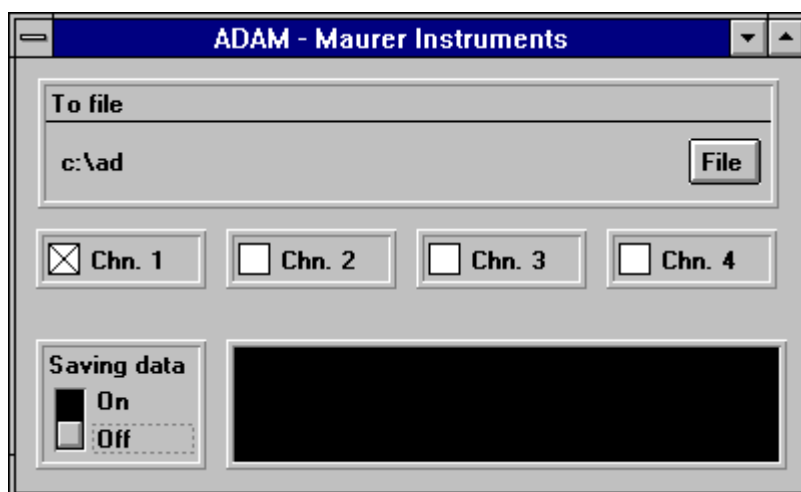 ADAM - Maurer Instruments
To file
c:\ad
File
Chn. 1
Chn. 2
Chn. 3
Chn. 4
Saving data
On
Off